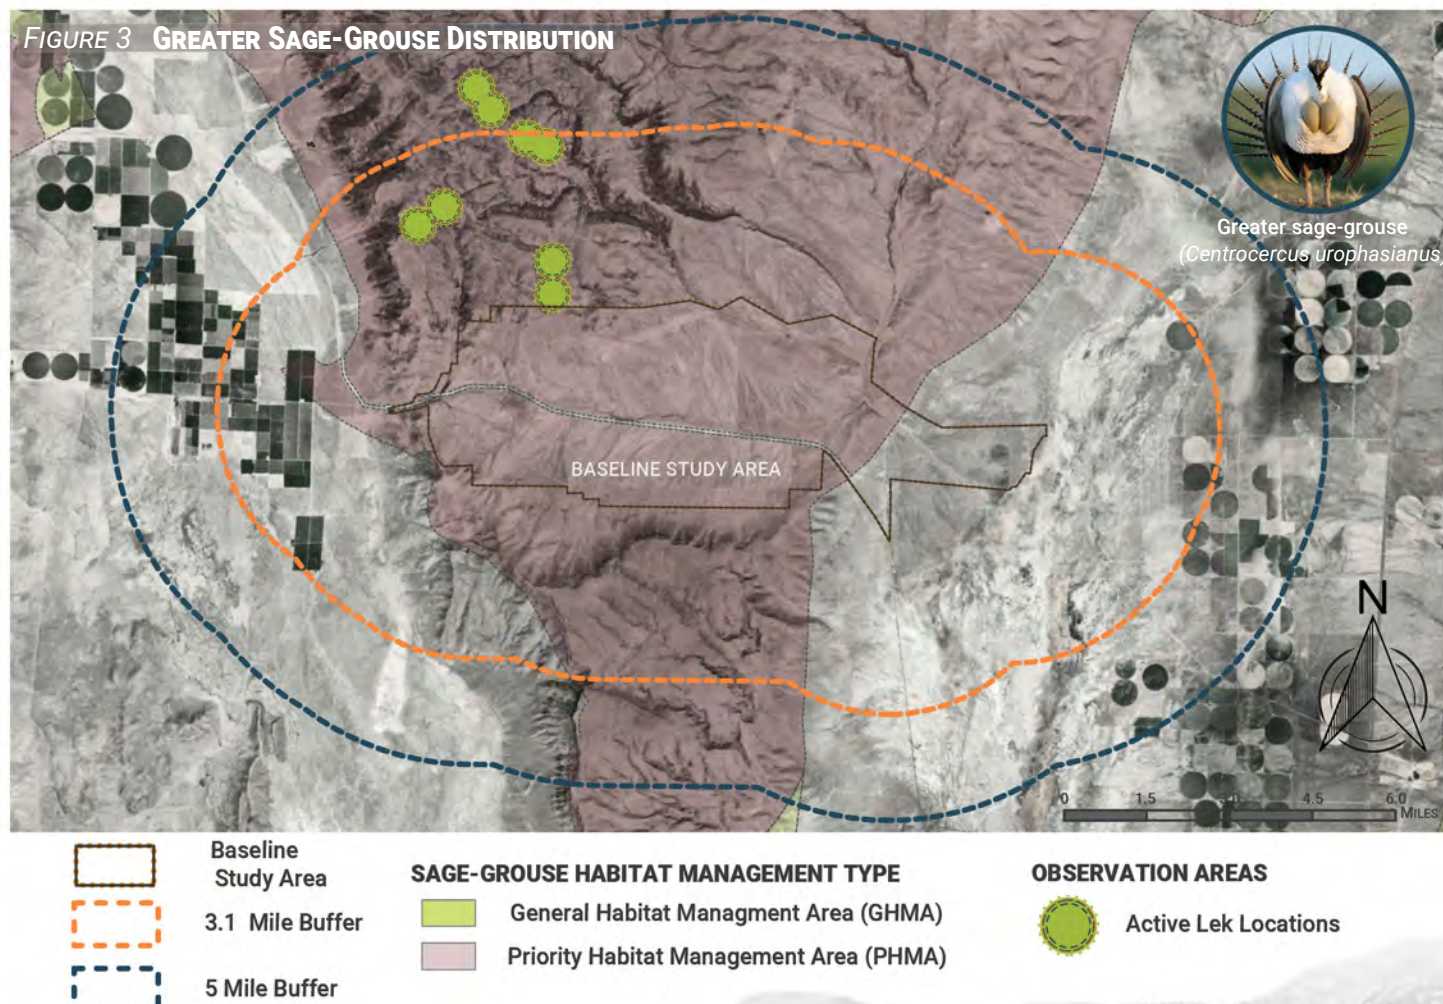 FIGURE 3 GREATER SAGE-GROUSE DISTRIBUTION
Greater sage-grouse
(Centrocercus urophasianus)
BASELINE STUDY AREA
N
0 1.5 3.0 4.5 6.0
MILES
Baseline
Study Area
3.1 Mile Buffer
5 Mile Buffer
SAGE-GROUSE HABITAT MANAGEMENT TYPE
General Habitat Managment Area (GHMA)
Priority Habitat Management Area (PHMA)
OBSERVATION AREAS
Active Lek Locations